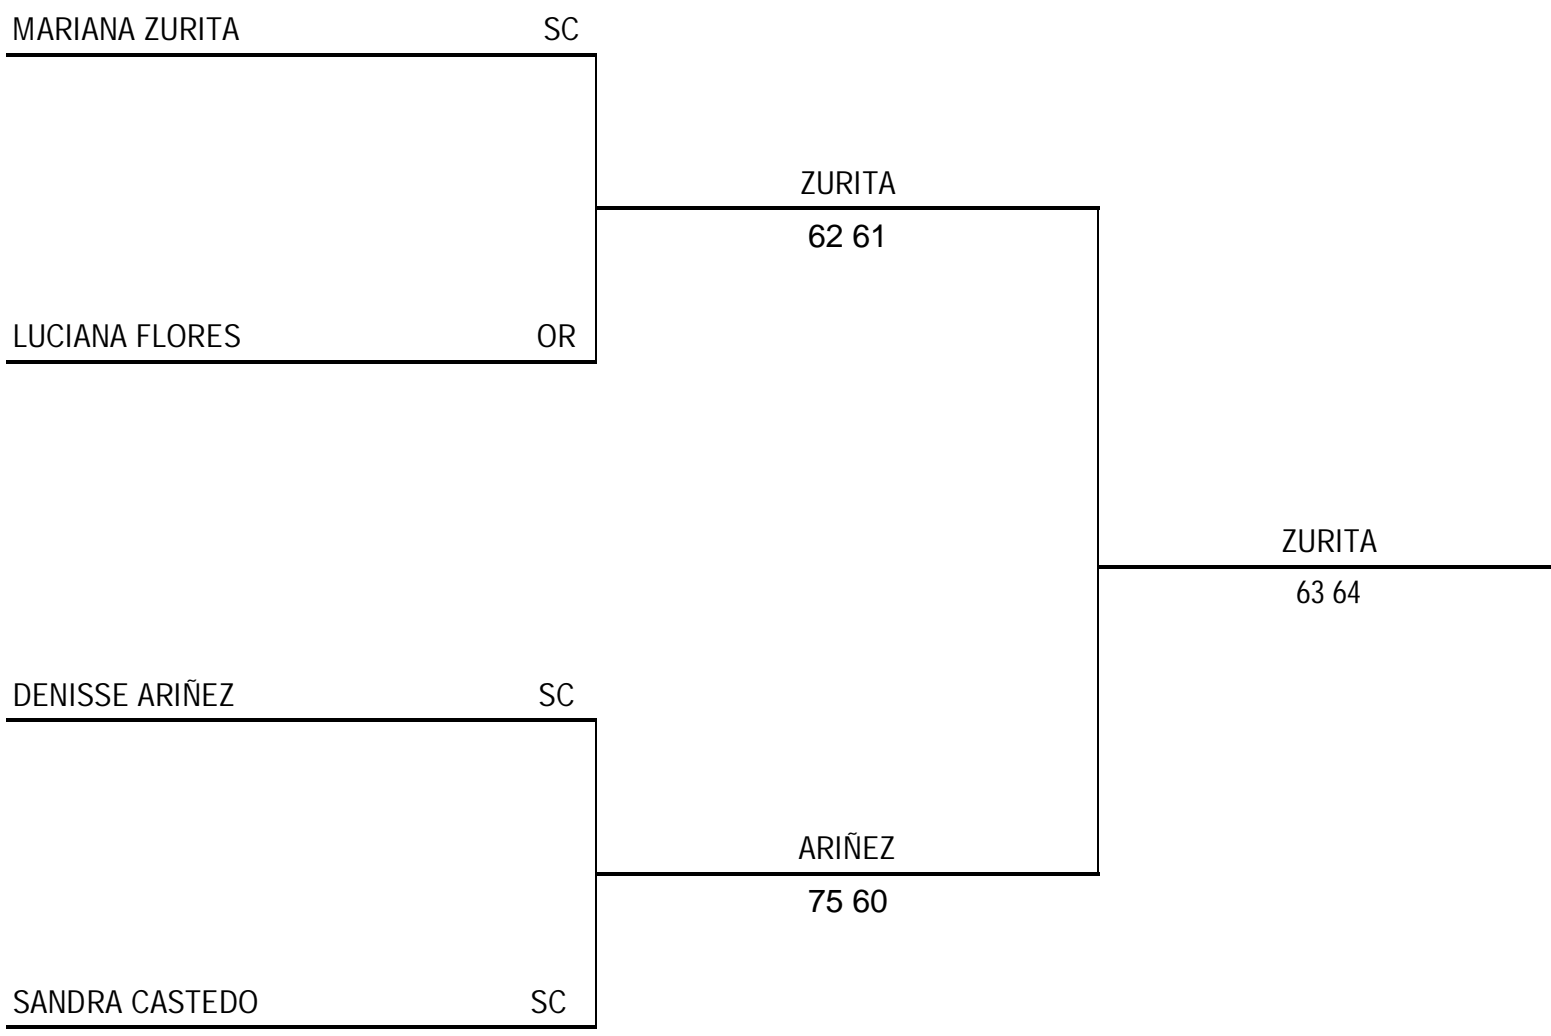 MARIANA ZURITA SC
ZURITA
62 61
LUCIANA FLORES OR
ZURITA
63 64
DENISSE ARIÑEZ SC
ARIÑEZ
75 60
SANDRA CASTEDO SC